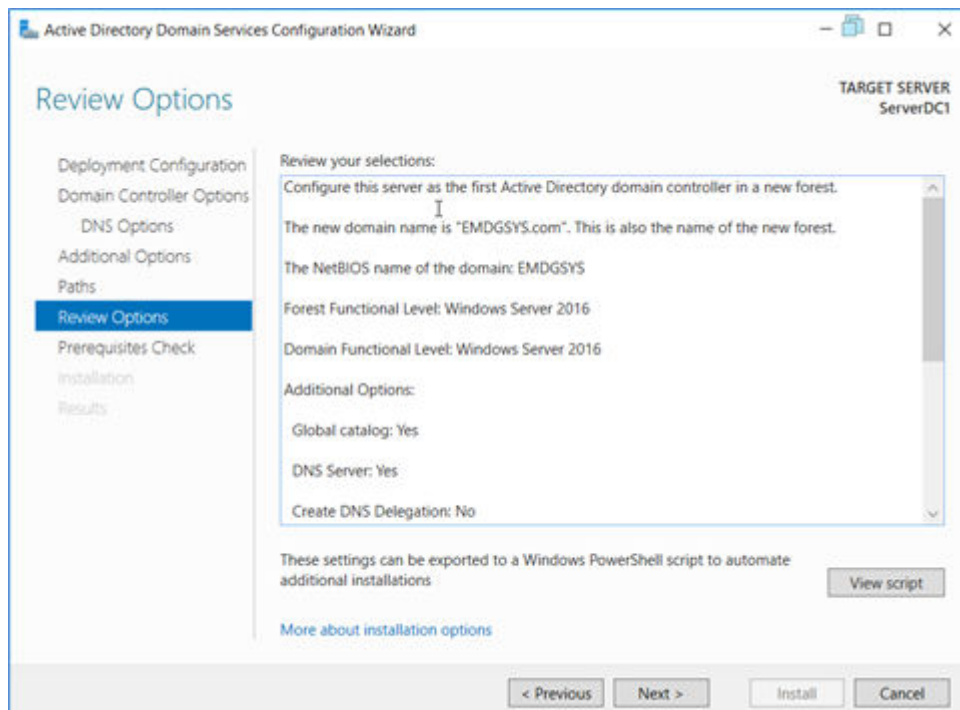 Active Directory Domain Services Configuration Wizard
Review Options
TARGET SERVER
ServerDC1
Deployment Configuration
Domain Controller Options
DNS Options
Additional Options
Paths
Review Options
Prerequisites Check
Installation
Results
Review your selections:
Configure this server as the first Active Directory domain controller in a new forest.
The new domain name is "EMDGSYS.com". This is also the name of the new forest.
The NetBIOS name of the domain: EMDGSYS
Forest Functional Level: Windows Server 2016
Domain Functional Level: Windows Server 2016
Additional Options:
Global catalog: Yes
DNS Server: Yes
Create DNS Delegation: No
These settings can be exported to a Windows PowerShell script to automate
additional installations
View script
More about installation options
< Previous
Next >
Install
Cancel